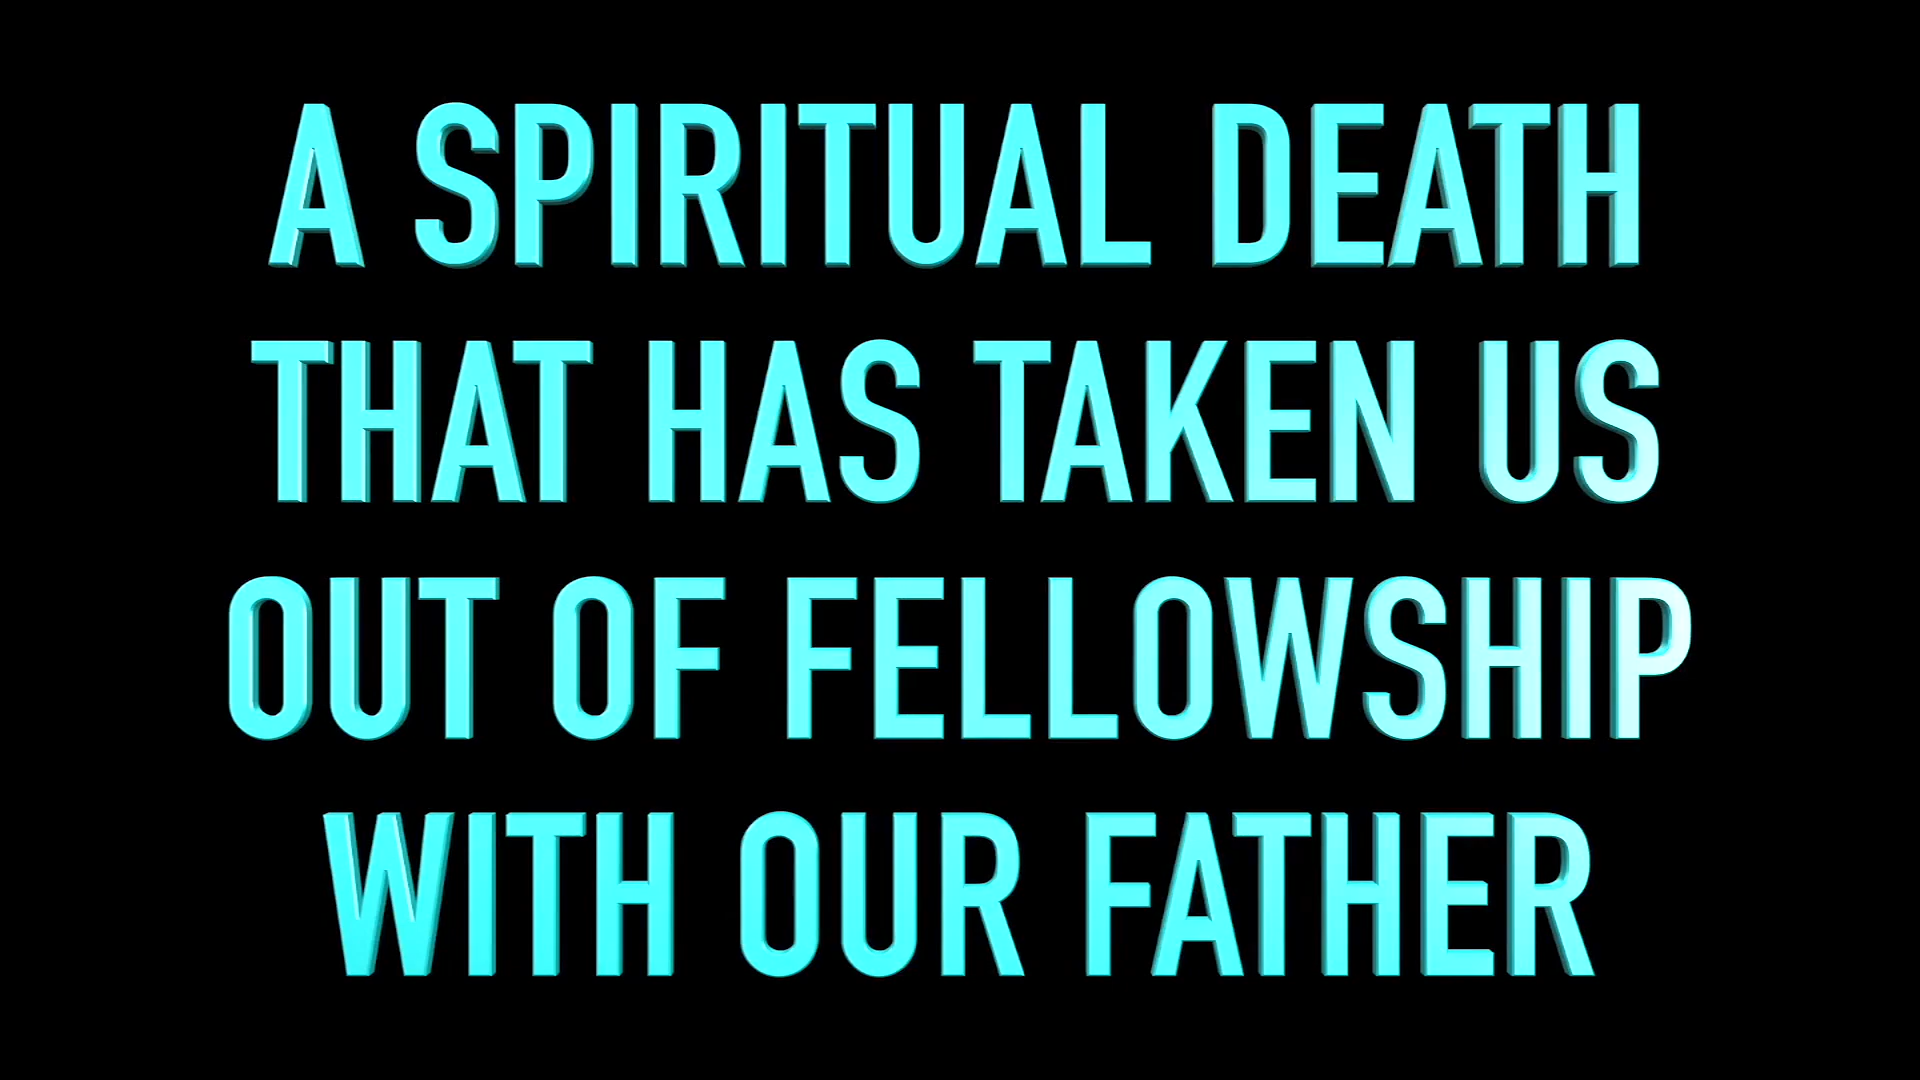 A SPIRITUAL DEATH
THAT HAS TAKEN US
OUT OF FELLOWSHIP
WITH OUR FATHER